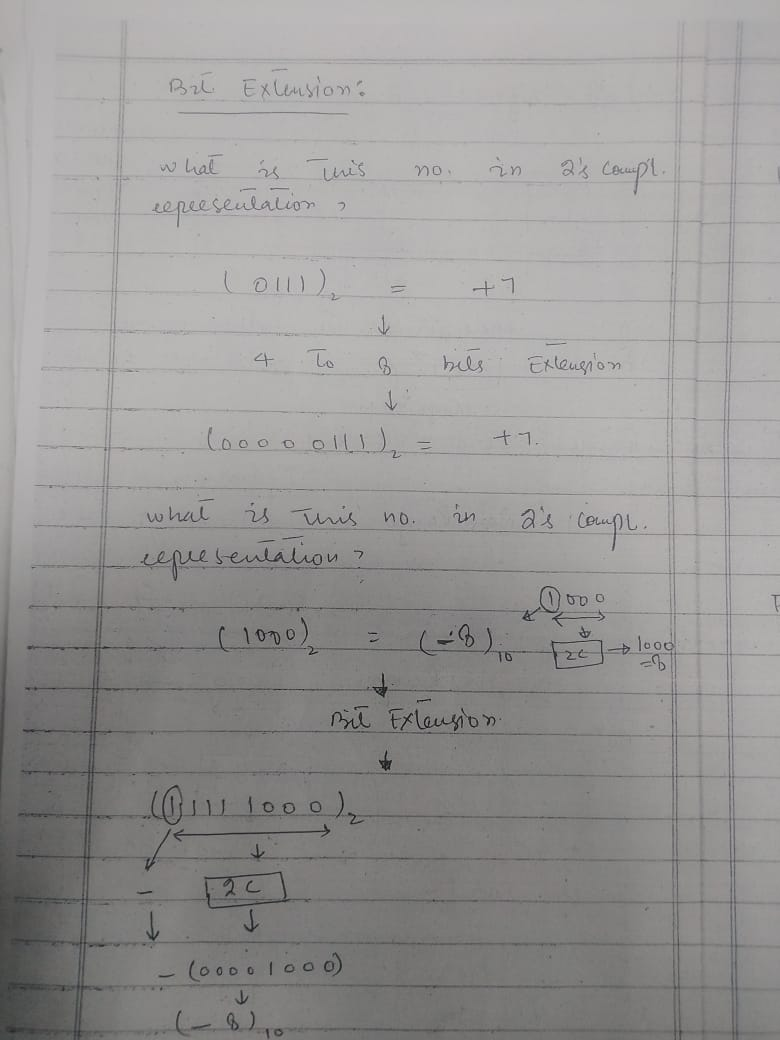 Bit Extension:
what is this no. in 2's compl.
representation ?
(0111)₂ = +7
↓
4 To 8 bits Extension
↓
(0000 0111)₂ = +7.
what is this no. in 2's compl.
representation ?
1000
(1000)₂ = (-8)₁₀ 2C → 1000
=8
↓
Bit Extension.
↓
(1111 1000)₂
↓
- 2C
↓ ↓
- (0000 1000)
↓
(- 8)₁₀